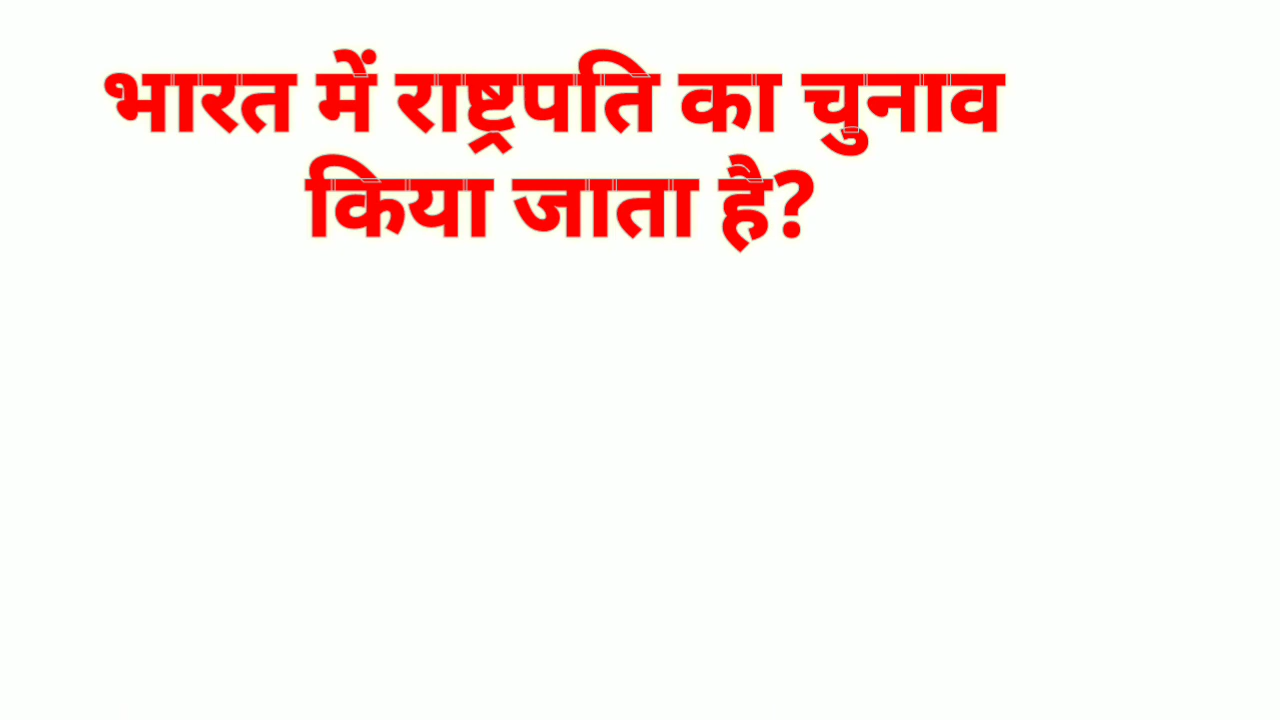 भारत में राष्ट्रपति का चुनाव
किया जाता है?